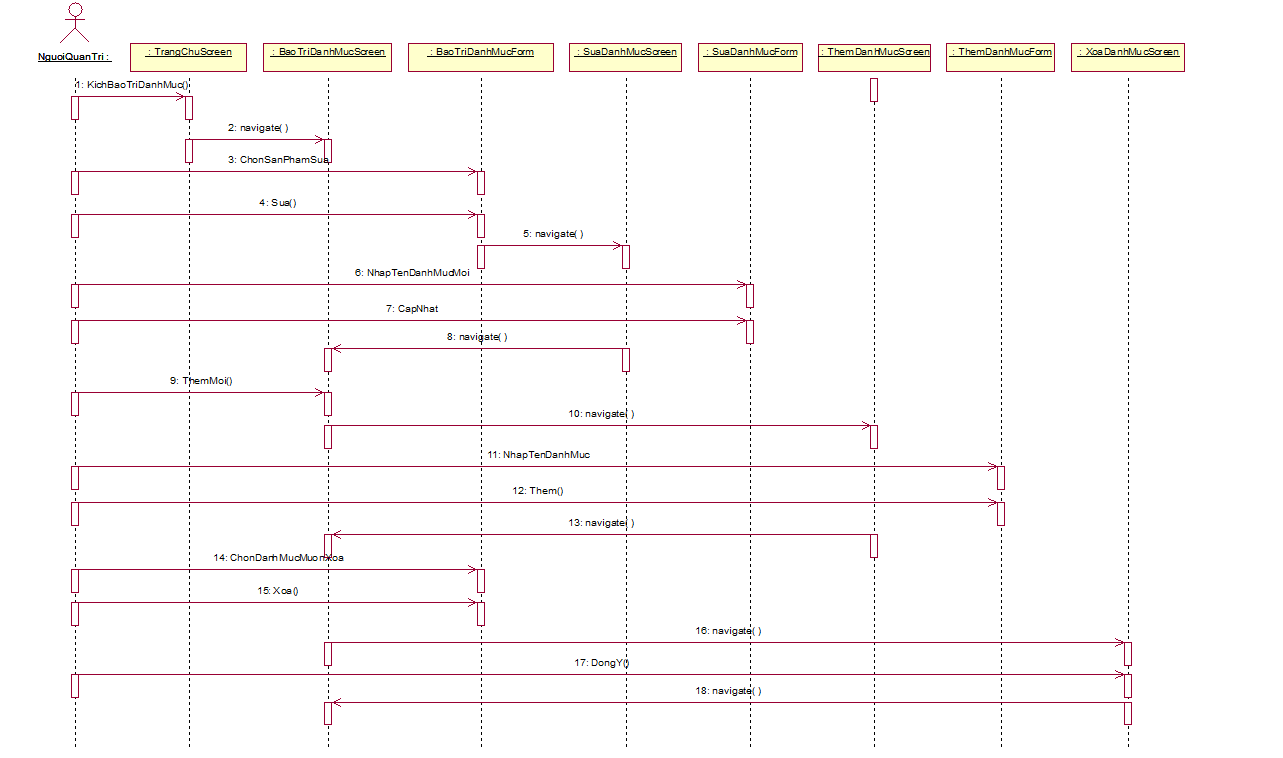 NguoiQuanTri :
: TrangChuScreen
: BaoTriDanhMucScreen
: BaoTriDanhMucForm
: SuaDanhMucScreen
: SuaDanhMucForm
: ThemDanhMucScreen
: ThemDanhMucForm
: XoaDanhMucScreen
1: KichBaoTriDanhMuc()
2: navigate( )
3: ChonSanPhamSua
4: Sua()
5: navigate( )
6: NhapTenDanhMucMoi
7: CapNhat
8: navigate( )
9: ThemMoi()
10: navigate( )
11: NhapTenDanhMuc
12: Them()
13: navigate( )
14: ChonDanhMucMuonXoa
15: Xoa()
16: navigate( )
17: DongY()
18: navigate( )